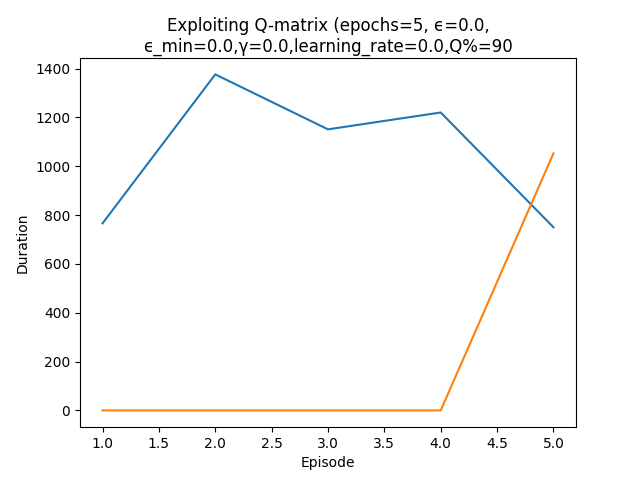 Exploiting Q-matrix (epochs=5, ϵ=0.0,
ϵ_min=0.0,γ=0.0,learning_rate=0.0,Q%=90
1400
1200
1000
800
600
400
200
0
Duration
1.0 1.5 2.0 2.5 3.0 3.5 4.0 4.5 5.0
Episode